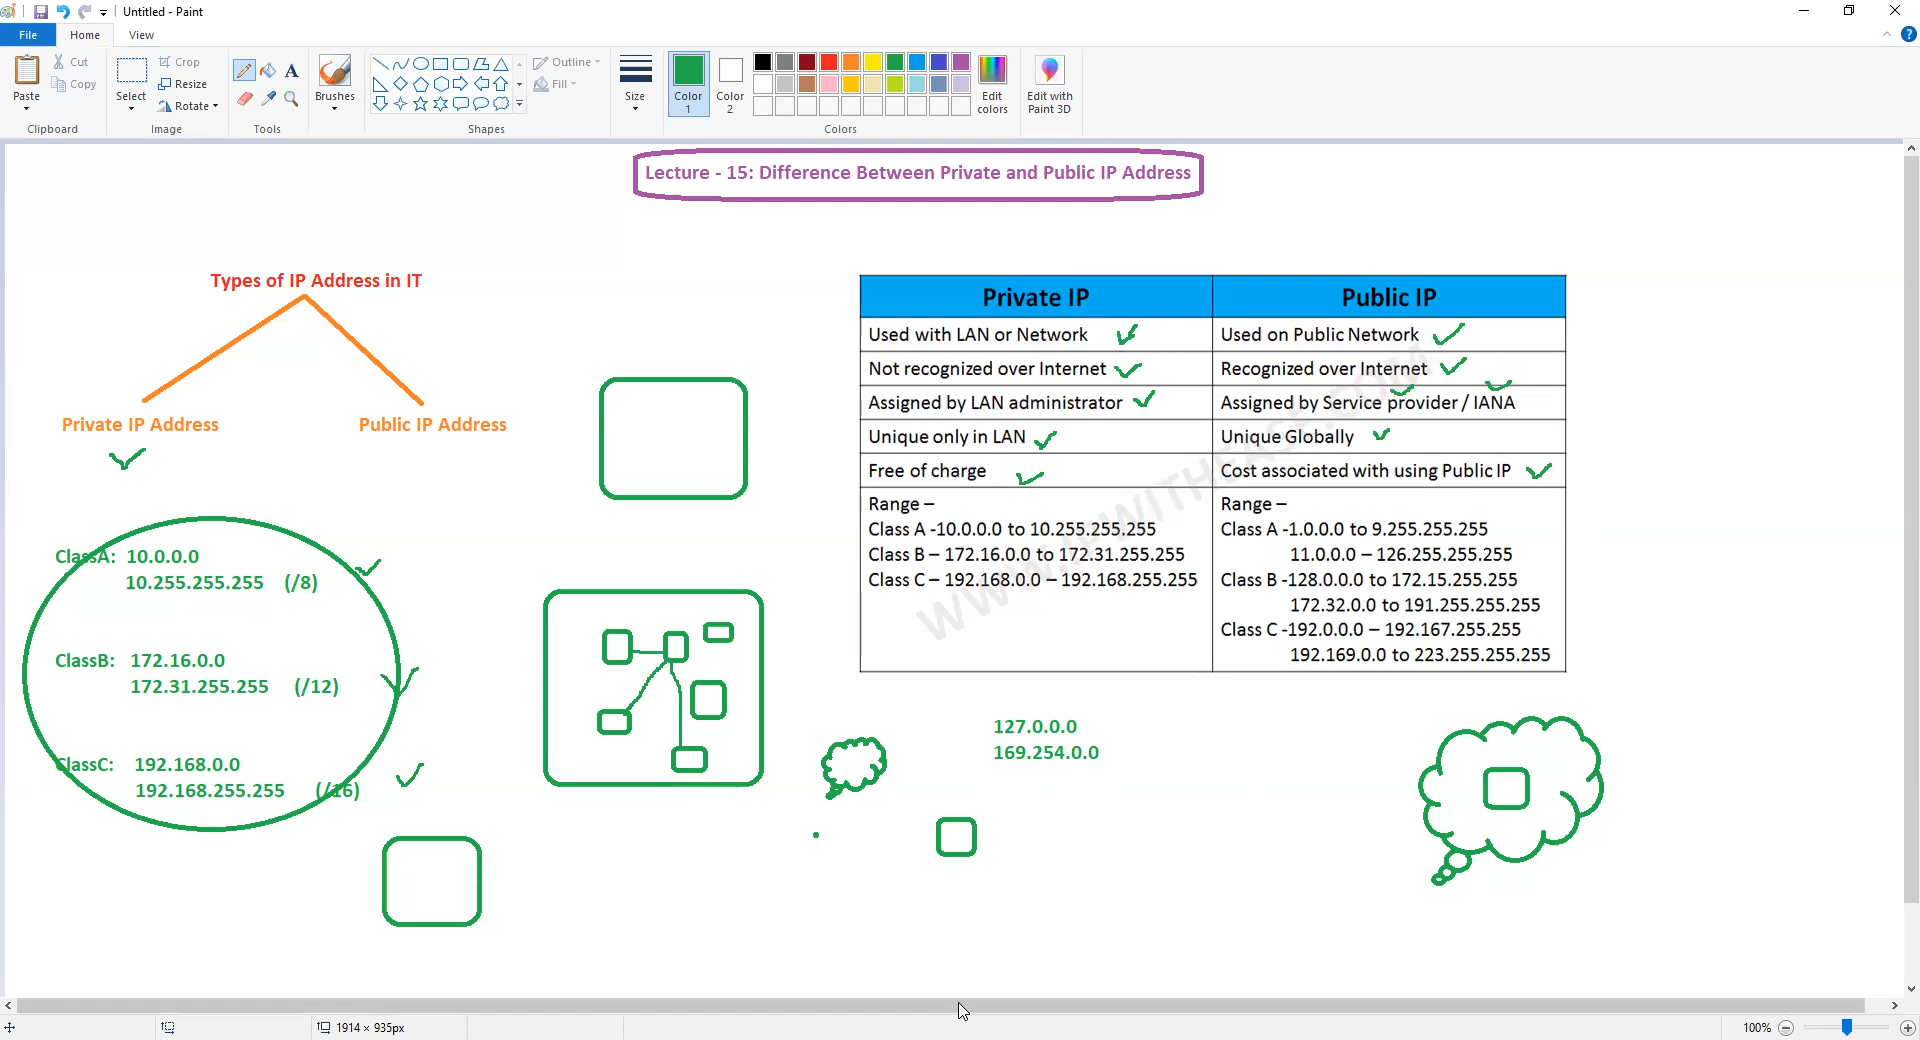 Untitled - Paint
File
Home
View
Paste
Cut
Copy
Clipboard
Select
Crop
Resize
Rotate
Image
Tools
Brushes
Outline
Fill
Shapes
Size
Color
1
Color
2
Edit
colors
Colors
Edit with
Paint 3D
Lecture - 15: Difference Between Private and Public IP Address
Types of IP Address in IT
Private IP Address
Public IP Address
ClassA: 10.0.0.0
10.255.255.255 (/8)
ClassB: 172.16.0.0
172.31.255.255 (/12)
ClassC: 192.168.0.0
192.168.255.255 (/16)
Private IP
Public IP
Used with LAN or Network
Used on Public Network
Not recognized over Internet
Recognized over Internet
Assigned by LAN administrator
Assigned by Service provider / IANA
Unique only in LAN
Unique Globally
Free of charge
Cost associated with using Public IP
Range –
Class A -10.0.0.0 to 10.255.255.255
Class B – 172.16.0.0 to 172.31.255.255
Class C – 192.168.0.0 – 192.168.255.255
Range –
Class A -1.0.0.0 to 9.255.255.255
11.0.0.0 – 126.255.255.255
Class B -128.0.0.0 to 172.15.255.255
172.32.0.0 to 191.255.255.255
Class C -192.0.0.0 – 192.167.255.255
192.169.0.0 to 223.255.255.255
WWW.IPWITHEASE.COM
127.0.0.0
169.254.0.0
1914 × 935px
100%